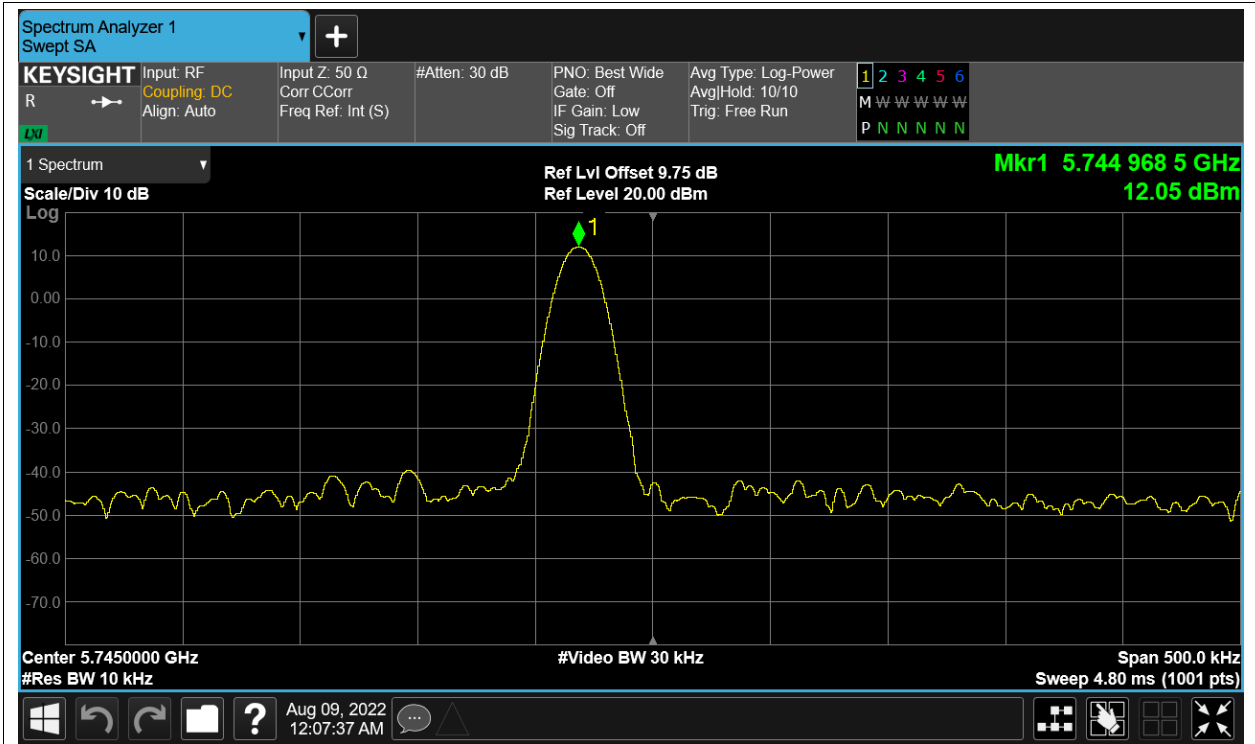 Spectrum Analyzer 1
Swept SA
KEYSIGHT
R
LXI
Input: RF
Coupling: DC
Align: Auto
Input Z: 50 Ω
Corr CCorr
Freq Ref: Int (S)
#Atten: 30 dB
PNO: Best Wide
Gate: Off
IF Gain: Low
Sig Track: Off
Avg Type: Log-Power
Avg|Hold: 10/10
Trig: Free Run
1 2 3 4 5 6
M W W W W W
P N N N N N
1 Spectrum
Scale/Div 10 dB
Ref Lvl Offset 9.75 dB
Ref Level 20.00 dBm
Mkr1 5.744 968 5 GHz
12.05 dBm
Log
1
10.0
0.00
-10.0
-20.0
-30.0
-40.0
-50.0
-60.0
-70.0
Center 5.7450000 GHz
#Res BW 10 kHz
#Video BW 30 kHz
Span 500.0 kHz
Sweep 4.80 ms (1001 pts)
?
Aug 09, 2022
12:07:37 AM